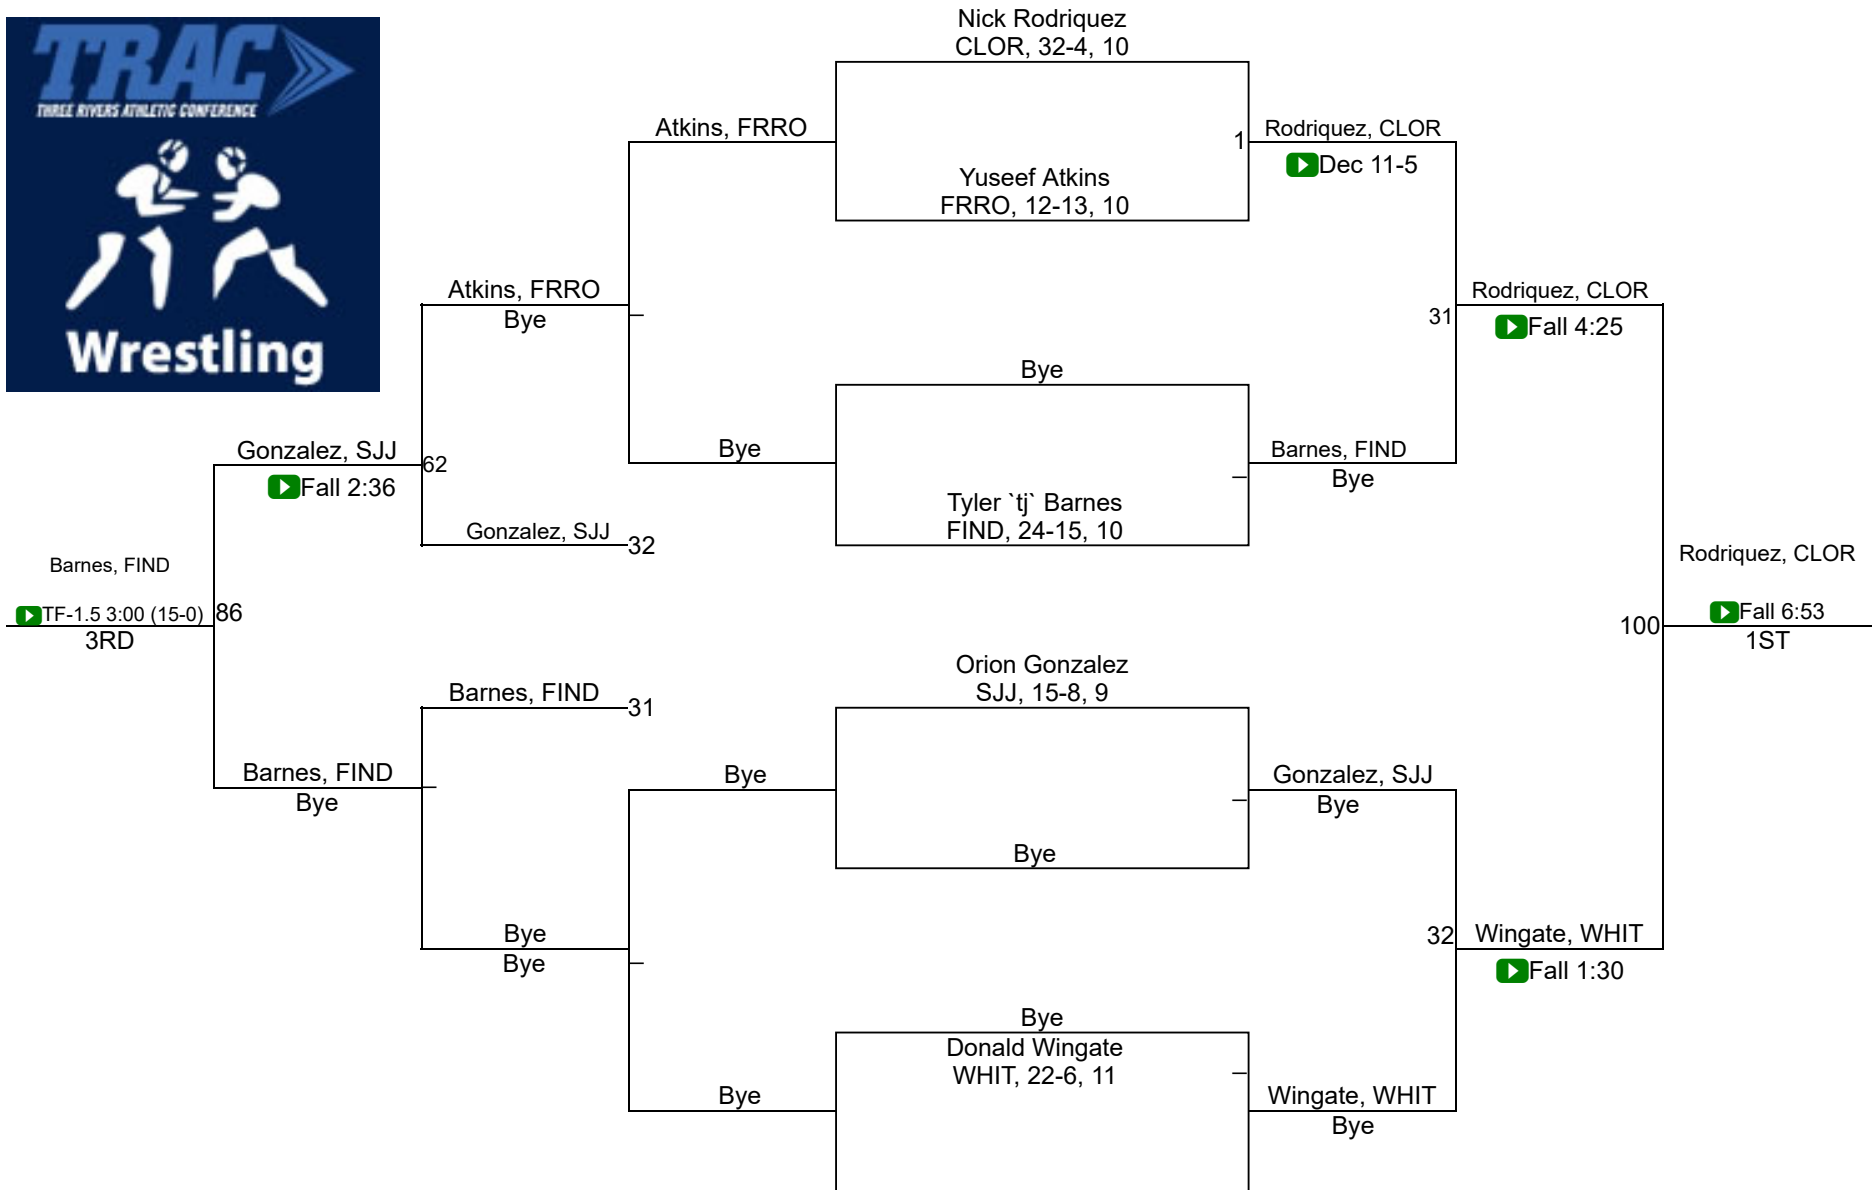 TRAC
THREE RIVERS ATHLETIC CONFERENCE
Wrestling
Nick Rodriquez
CLOR, 32-4, 10
Atkins, FRRO
1
Rodriquez, CLOR
Dec 11-5
Yuseef Atkins
FRRO, 12-13, 10
Atkins, FRRO
Bye
31
Rodriquez, CLOR
Fall 4:25
Bye
Bye
Barnes, FIND
Bye
Tyler `tj` Barnes
FIND, 24-15, 10
Gonzalez, SJJ
62
Fall 2:36
Gonzalez, SJJ
32
Barnes, FIND
TF-1.5 3:00 (15-0)
86
3RD
Rodriquez, CLOR
100
Fall 6:53
1ST
Orion Gonzalez
SJJ, 15-8, 9
Barnes, FIND
31
Barnes, FIND
Bye
Bye
Gonzalez, SJJ
Bye
Bye
Bye
Bye
32
Wingate, WHIT
Fall 1:30
Bye
Donald Wingate
WHIT, 22-6, 11
Bye
Wingate, WHIT
Bye